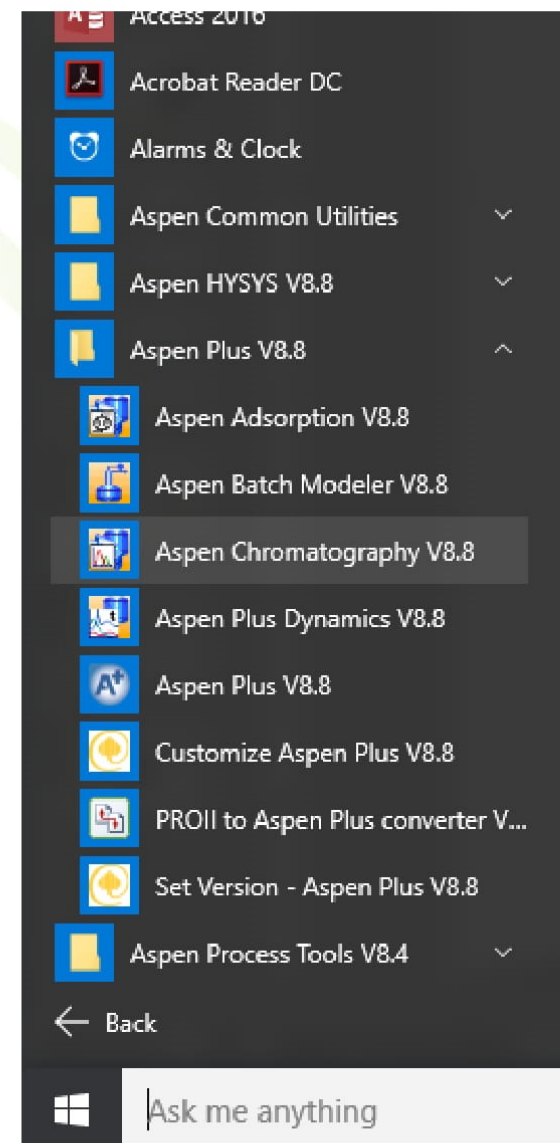 Access 2016
Acrobat Reader DC
Alarms & Clock
Aspen Common Utilities
Aspen HYSYS V8.8
Aspen Plus V8.8
Aspen Adsorption V8.8
Aspen Batch Modeler V8.8
Aspen Chromatography V8.8
Aspen Plus Dynamics V8.8
Aspen Plus V8.8
Customize Aspen Plus V8.8
PROII to Aspen Plus converter V...
Set Version - Aspen Plus V8.8
Aspen Process Tools V8.4
Back
Ask me anything